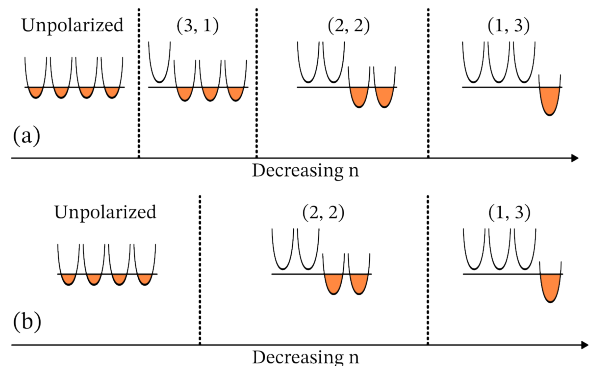 Unpolarized (3, 1) (2, 2) (1, 3)
(a)
Decreasing n
Unpolarized (2, 2) (1, 3)
(b)
Decreasing n